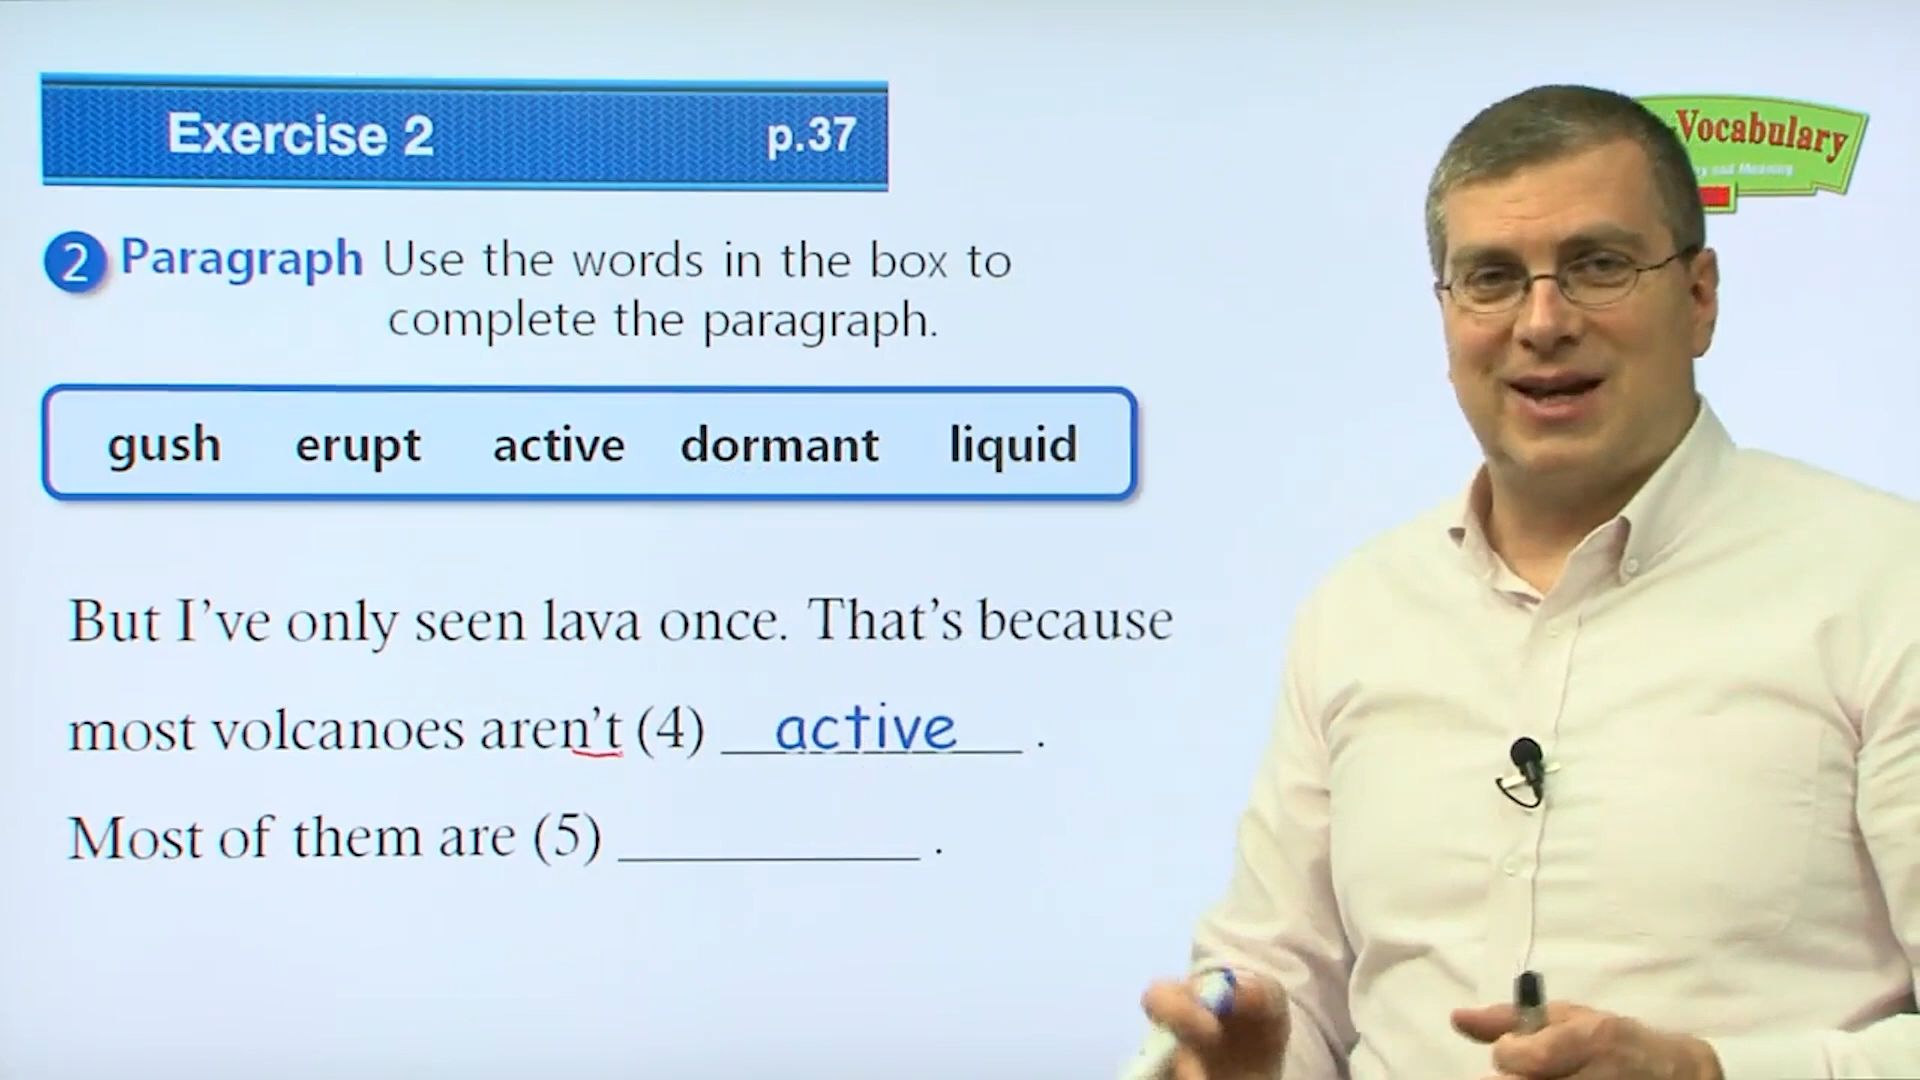 Exercise 2 p.37
Vocabulary
2 Paragraph Use the words in the box to
complete the paragraph.
gush erupt active dormant liquid
But I've only seen lava once. That's because
most volcanoes aren't (4) active .
Most of them are (5) ____________ .